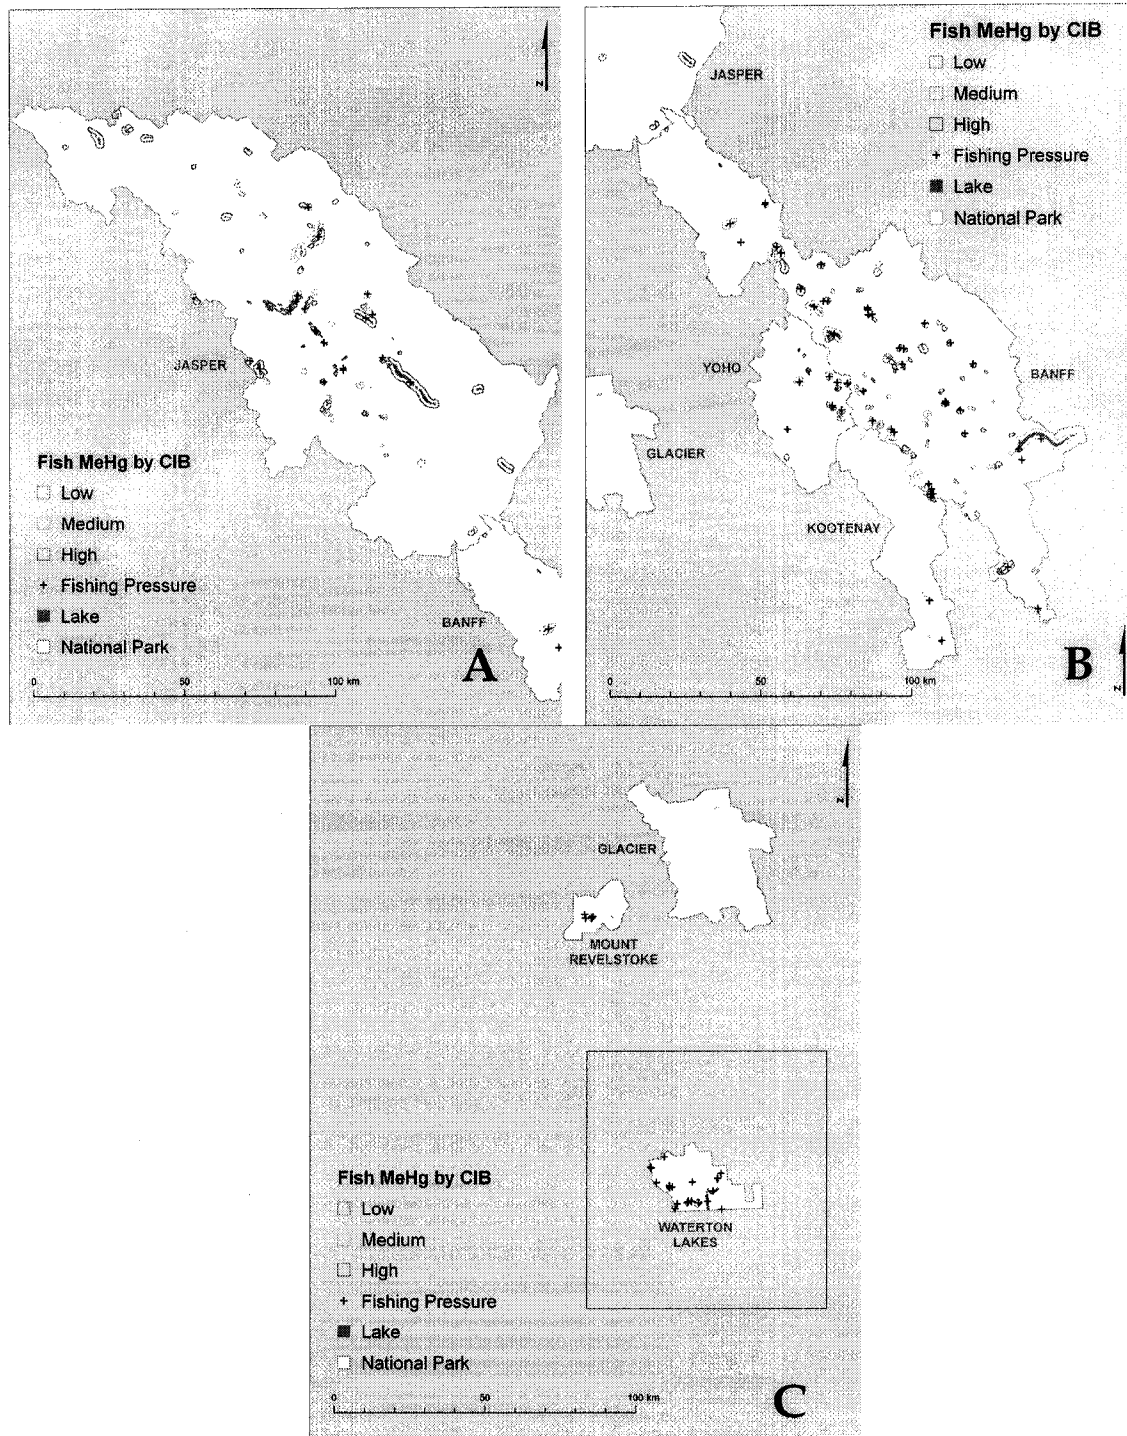 N
JASPER
Fish MeHg by CIB
Low
Medium
High
+ Fishing Pressure
Lake
National Park
BANFF
A
0 50 100 km
Fish MeHg by CIB
Low
Medium
High
+ Fishing Pressure
Lake
National Park
JASPER
YOHO
BANFF
GLACIER
KOOTENAY
B
0 50 100 km
N
N
GLACIER
MOUNT
REVELSTOKE
WATERTON
LAKES
Fish MeHg by CIB
Low
Medium
High
+ Fishing Pressure
Lake
National Park
C
0 50 100 km